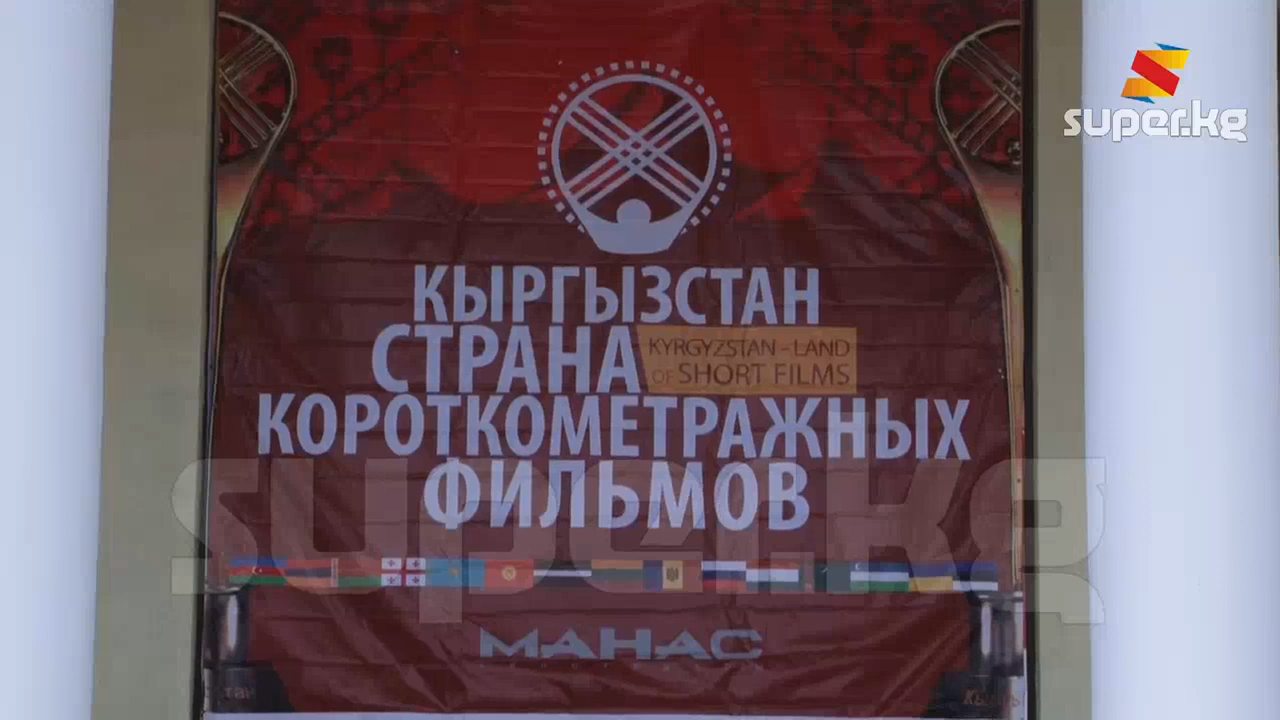 super.kg
КЫРГЫЗСТАН
СТРАНА
KYRGYZSTAN - LAND
OF SHORT FILMS
КОРОТКОМЕТРАЖНЫХ
ФИЛЬМОВ
super.kg
МАНАС